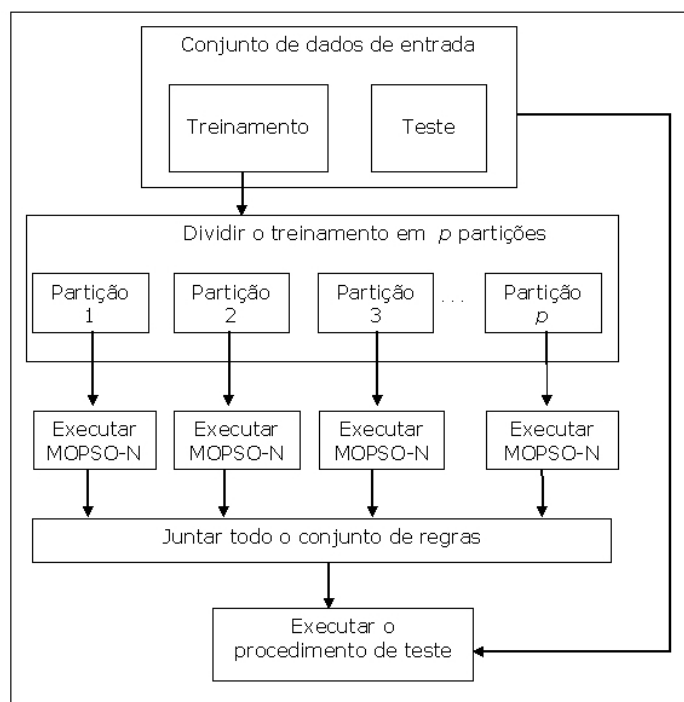 Conjunto de dados de entrada
Treinamento
Teste
Dividir o treinamento em p partições
Partição
1
Partição
2
Partição
3
...
Partição
p
Executar
MOPSO-N
Executar
MOPSO-N
Executar
MOPSO-N
Executar
MOPSO-N
Juntar todo o conjunto de regras
Executar o
procedimento de teste